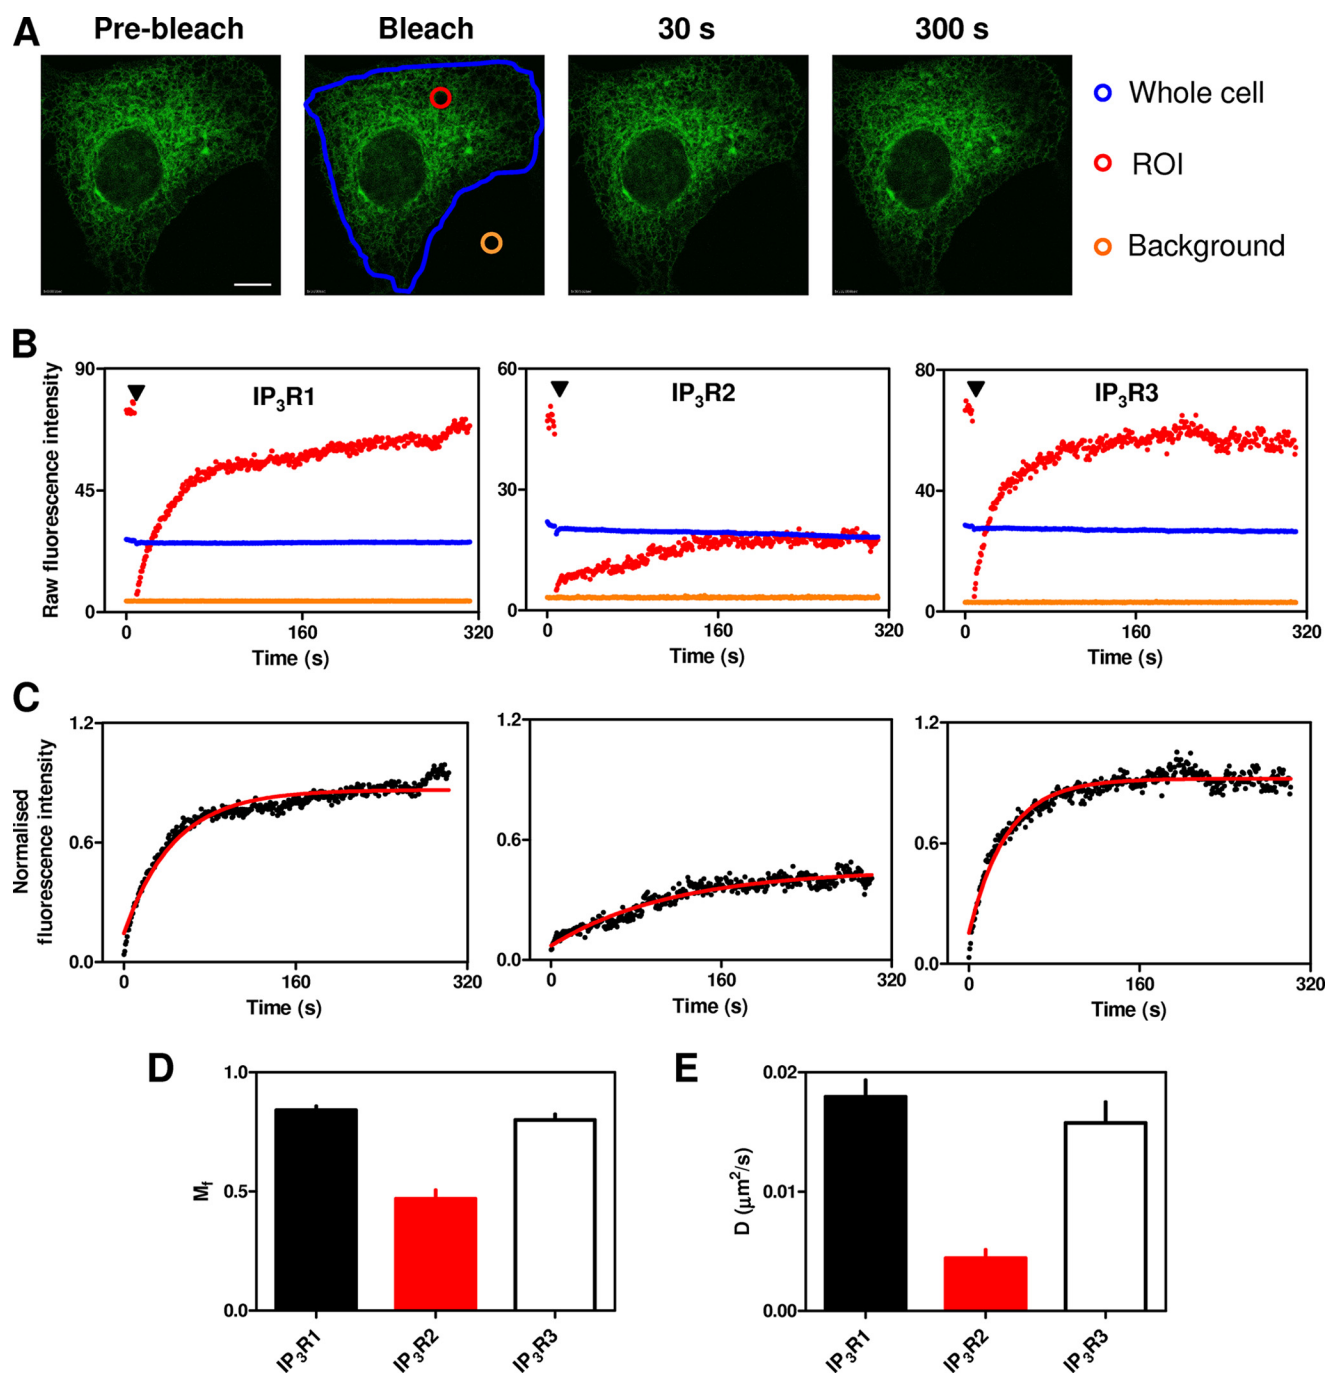 A
Pre-bleach
Bleach
30 s
300 s
Whole cell
ROI
Background
B
Raw fluorescence intensity
90
45
0
IP₃R1
0
160
320
Time (s)
60
30
0
IP₃R2
0
160
320
Time (s)
80
40
0
IP₃R3
0
160
320
Time (s)
C
Normalised
fluorescence intensity
1.2
0.6
0.0
0
160
320
Time (s)
1.2
0.6
0.0
0
160
320
Time (s)
1.2
0.6
0.0
0
160
320
Time (s)
D
Mf
1.0
0.5
0.0
IP₃R1
IP₃R2
IP₃R3
E
D (μm²/s)
0.02
0.01
0.00
IP₃R1
IP₃R2
IP₃R3